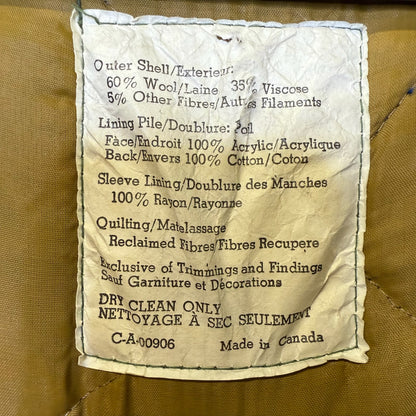 Outer Shell/Exterieur:
60% Wool/Laine 35% Viscose
5% Other Fibres/Autres Filaments
Lining Pile/Doublure: Poil
Face/Endroit 100% Acrylic/Acrylique
Back/Envers 100% Cotton/Coton
Sleeve Lining/Doublure des Manches
100% Rayon/Rayonne
Quilting/Matelassage
Reclaimed Fibres/Fibres Recupere
Exclusive of Trimmings and Findings
Sauf Garniture et Décorations
DRY CLEAN ONLY
NETTOYAGE À SEC SEULEMENT
C-A-00906 Made in Canada